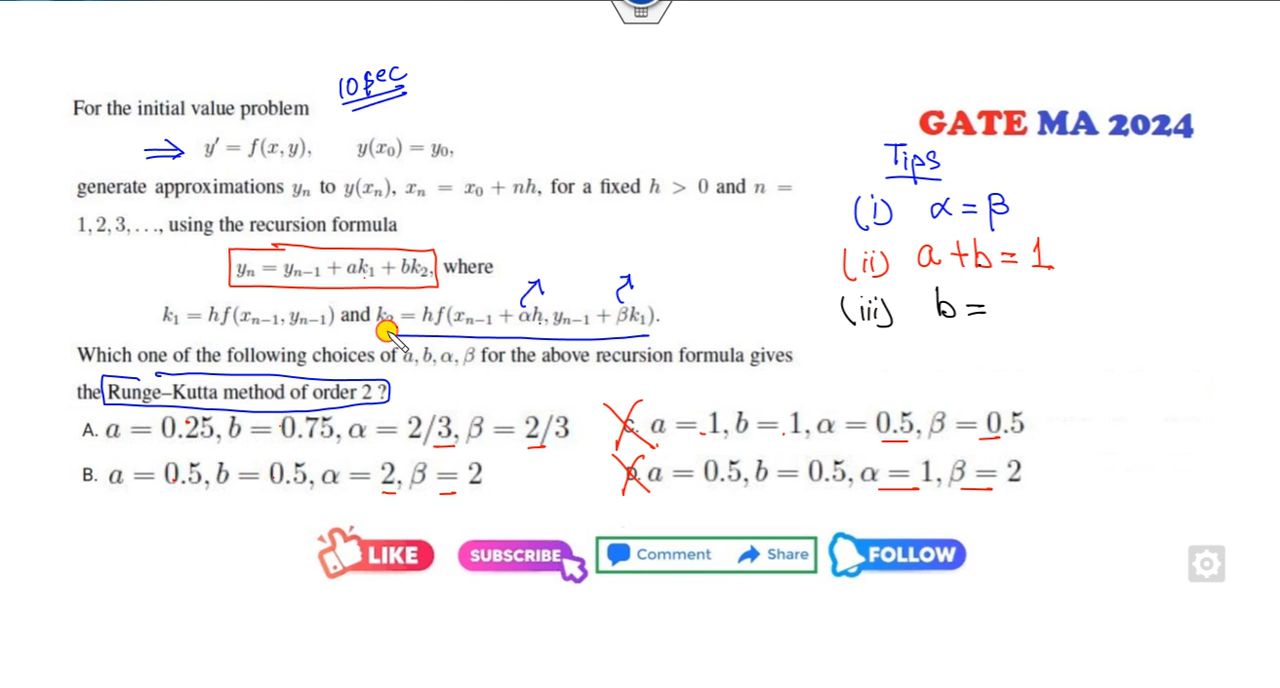 10 sec
For the initial value problem
GATE MA 2024
⇒ y′ = f(x, y), y(x₀) = y₀,
Tips
generate approximations yₙ to y(xₙ), xₙ = x₀ + nh, for a fixed h > 0 and n =
(i) α = β
1, 2, 3, . . ., using the recursion formula
(ii) a + b = 1
yₙ = yₙ₋₁ + ak₁ + bk₂, where
(iii) b =
k₁ = hf(xₙ₋₁, yₙ₋₁) and k₂ = hf(xₙ₋₁ + αh, yₙ₋₁ + βk₁).
Which one of the following choices of a, b, α, β for the above recursion formula gives
the Runge–Kutta method of order 2 ?
A. a = 0.25, b = 0.75, α = 2/3, β = 2/3
C. a = 1, b = 1, α = 0.5, β = 0.5
B. a = 0.5, b = 0.5, α = 2, β = 2
D. a = 0.5, b = 0.5, α = 1, β = 2
LIKE
SUBSCRIBE
Comment
Share
FOLLOW